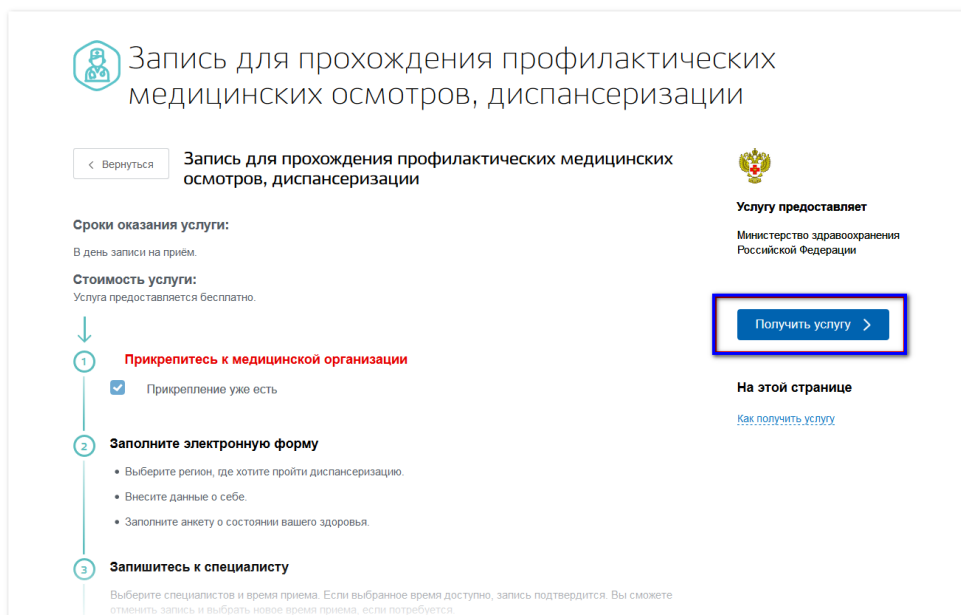 Запись для прохождения профилактических
медицинских осмотров, диспансеризации
Вернуться
Запись для прохождения профилактических медицинских
осмотров, диспансеризации
Сроки оказания услуги:
В день записи на приём.
Стоимость услуги:
Услуга предоставляется бесплатно.
1 Прикрепитесь к медицинской организации
Прикрепление уже есть
2 Заполните электронную форму
• Выберите регион, где хотите пройти диспансеризацию.
• Внесите данные о себе.
• Заполните анкету о состоянии вашего здоровья.
3 Запишитесь к специалисту
Выберите специалистов и время приема. Если выбранное время доступно, запись подтвердится. Вы сможете
отменить запись и выбрать новое время приема, если потребуется.
Услугу предоставляет
Министерство здравоохранения
Российской Федерации
Получить услугу
На этой странице
Как получить услугу